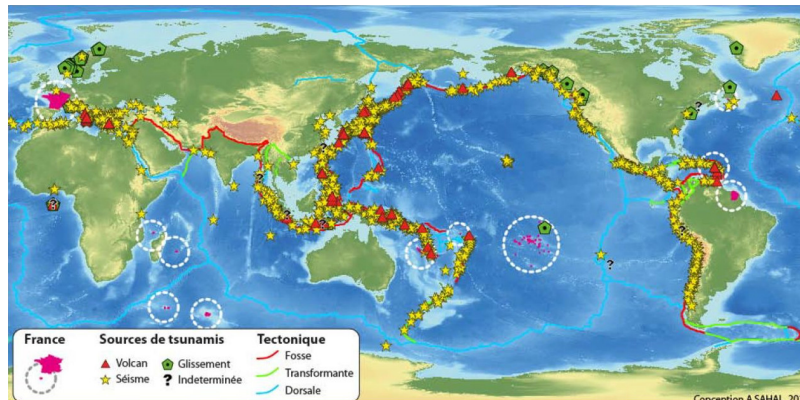 France
Sources de tsunamis
Volcan
Glissement
Séisme
? Indeterminée
Tectonique
Fosse
Transformante
Dorsale
Conception A SAHAL, 20